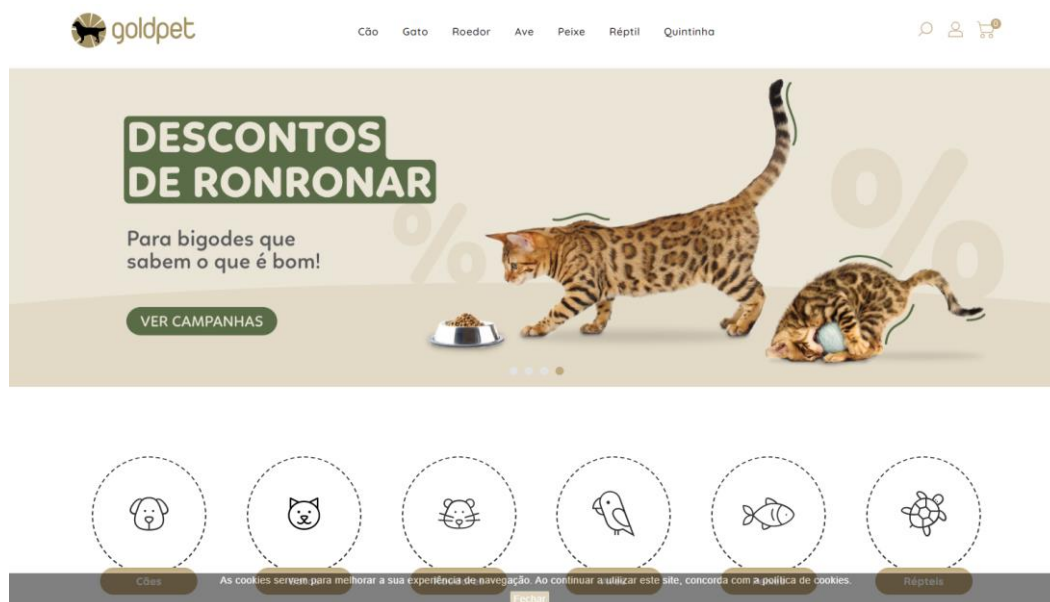 goldpet
Cão Gato Roedor Ave Peixe Réptil Quintinha
0
DESCONTOS
DE RONRONAR
Para bigodes que
sabem o que é bom!
VER CAMPANHAS
Cães Répteis
As cookies servem para melhorar a sua experiência de navegação. Ao continuar a utilizar este site, concorda com a política de cookies.
Fechar